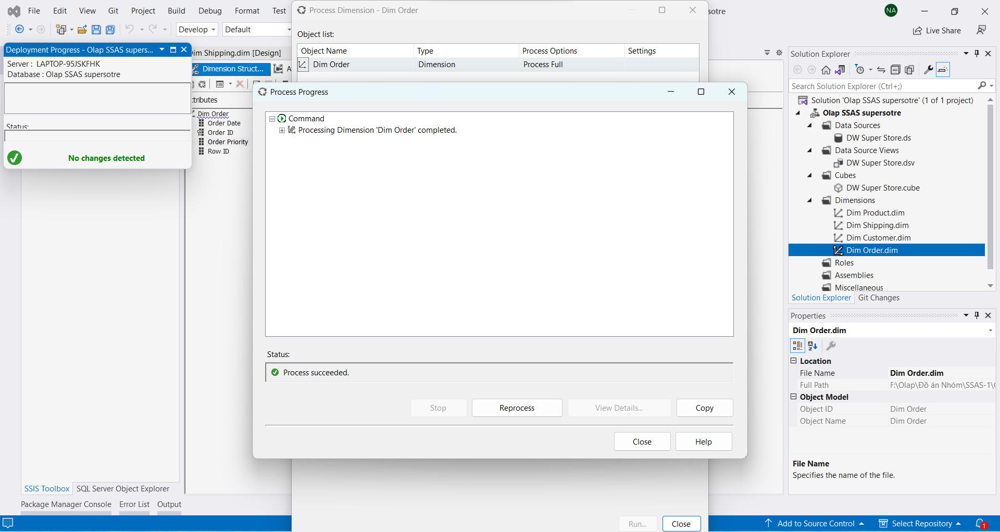 File Edit View Git Project Build Debug Format Test
sotre
NA
Develop Default
Live Share
Process Dimension - Dim Order
Object list:
Object Name Type Process Options Settings
Dim Order Dimension Process Full
Deployment Progress - Olap SSAS supers...
Server : LAPTOP-95JSKFHK
Database : Olap SSAS supersotre
Status:
No changes detected
im Shipping.dim [Design]
Dimension Struct...
A
ttributes
Dim Order
Order Date
Order ID
Order Priority
Row ID
Process Progress
Command
Processing Dimension 'Dim Order' completed.
Status:
Process succeeded.
Stop Reprocess View Details... Copy
Close Help
Run... Close
Solution Explorer
Search Solution Explorer (Ctrl+;)
Solution 'Olap SSAS supersotre' (1 of 1 project)
Olap SSAS supersotre
Data Sources
DW Super Store.ds
Data Source Views
DW Super Store.dsv
Cubes
DW Super Store.cube
Dimensions
Dim Product.dim
Dim Shipping.dim
Dim Customer.dim
Dim Order.dim
Roles
Assemblies
Miscellaneous
Solution Explorer Git Changes
Properties
Dim Order.dim
Location
File Name Dim Order.dim
Full Path F:\Olap\Đồ án Nhóm\SSAS-1\
Object Model
Object ID Dim Order
Object Name Dim Order
File Name
Specifies the name of the file.
SSIS Toolbox SQL Server Object Explorer
Package Manager Console Error List Output
Add to Source Control Select Repository 1